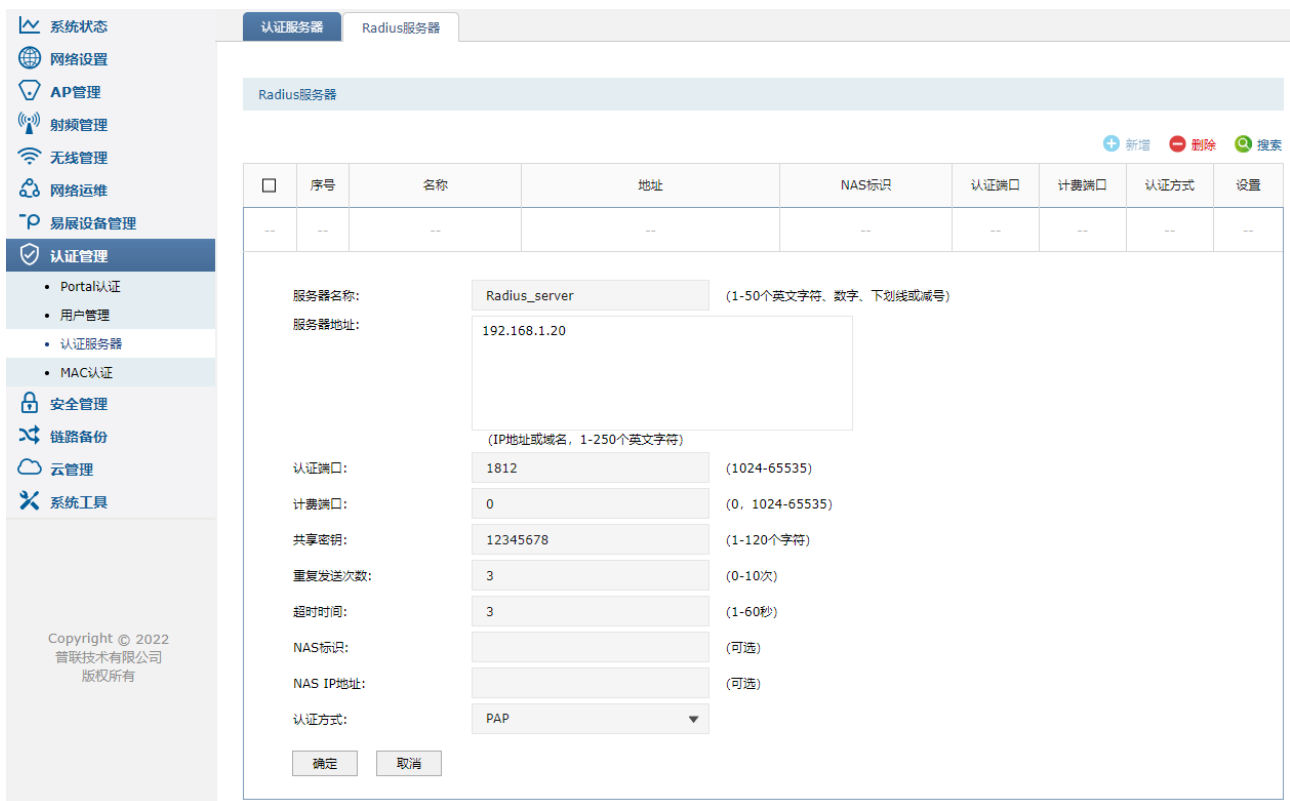 系统状态
网络设置
AP管理
射频管理
无线管理
网络运维
易展设备管理
认证管理
• Portal认证
• 用户管理
• 认证服务器
• MAC认证
安全管理
链路备份
云管理
系统工具
Copyright © 2022
普联技术有限公司
版权所有
认证服务器 Radius服务器
Radius服务器
新增 删除 搜索
序号 名称 地址 NAS标识 认证端口 计费端口 认证方式 设置
-- -- -- -- -- -- -- -- --
服务器名称: Radius_server (1-50个英文字符、数字、下划线或减号)
服务器地址: 192.168.1.20
(IP地址或域名，1-250个英文字符)
认证端口: 1812 (1024-65535)
计费端口: 0 (0，1024-65535)
共享密钥: 12345678 (1-120个字符)
重复发送次数: 3 (0-10次)
超时时间: 3 (1-60秒)
NAS标识: (可选)
NAS IP地址: (可选)
认证方式: PAP
确定 取消